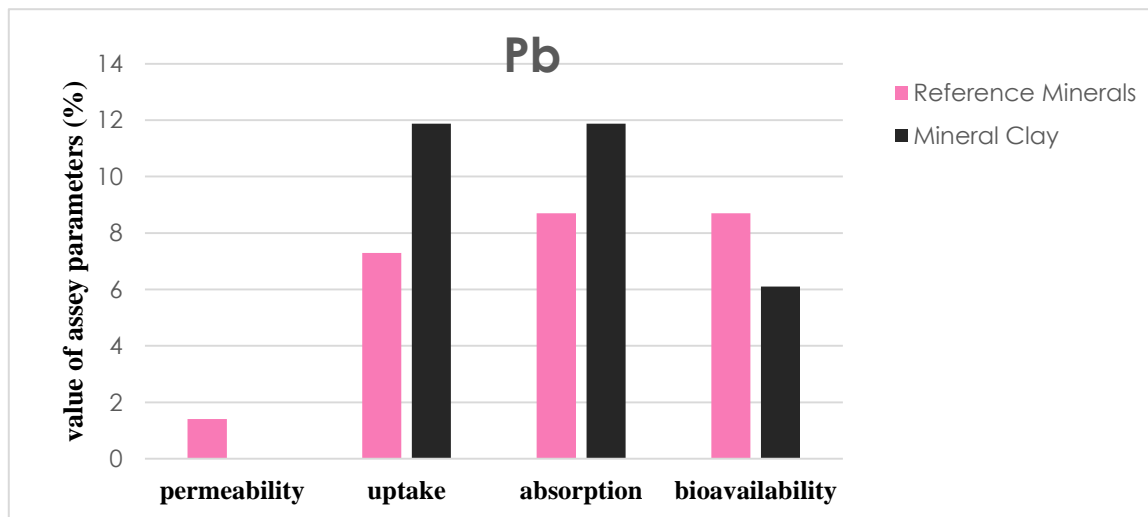 Pb
value of assey parameters (%)
14
12
10
8
6
4
2
0
permeability
uptake
absorption
bioavailability
Reference Minerals
Mineral Clay